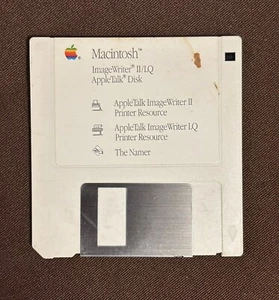 Macintosh™
ImageWriter® II/LQ
AppleTalk® Disk
AppleTalk ImageWriter II
Printer Resource
AppleTalk ImageWriter LQ
Printer Resource
The Namer